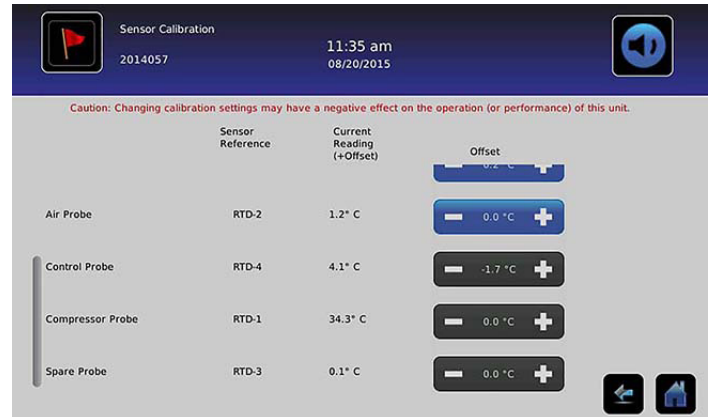 Sensor Calibration
2014057
11:35 am
08/20/2015
Caution: Changing calibration settings may have a negative effect on the operation (or performance) of this unit.
Sensor Reference
Current Reading (+Offset)
Offset
0.2 °C
Air Probe RTD-2 1.2° C 0.0 °C
Control Probe RTD-4 4.1° C -1.7 °C
Compressor Probe RTD-1 34.3° C 0.0 °C
Spare Probe RTD-3 0.1° C 0.0 °C